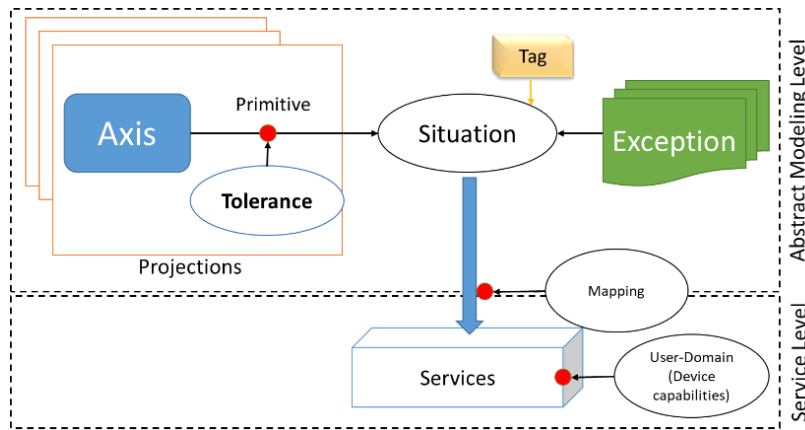 Tag
Primitive
Axis
Situation
Exception
Tolerance
Projections
Abstract Modeling Level
Mapping
Services
User-Domain
(Device
capabilities)
Service Level